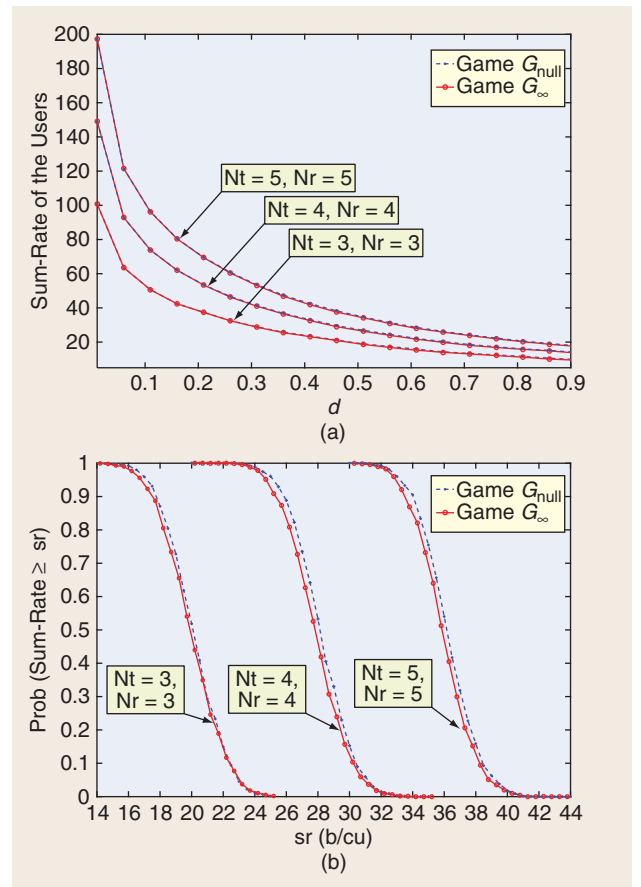 200
180
160
140
120
100
80
60
40
20
Sum-Rate of the Users
Game Gnull
Game G∞
Nt = 5, Nr = 5
Nt = 4, Nr = 4
Nt = 3, Nr = 3
0.1 0.2 0.3 0.4 0.5 0.6 0.7 0.8 0.9
d
(a)
1
0.9
0.8
0.7
0.6
0.5
0.4
0.3
0.2
0.1
0
Prob (Sum-Rate ≥ sr)
Game Gnull
Game G∞
Nt = 3,
Nr = 3
Nt = 4,
Nr = 4
Nt = 5,
Nr = 5
14 16 18 20 22 24 26 28 30 32 34 36 38 40 42 44
sr (b/cu)
(b)